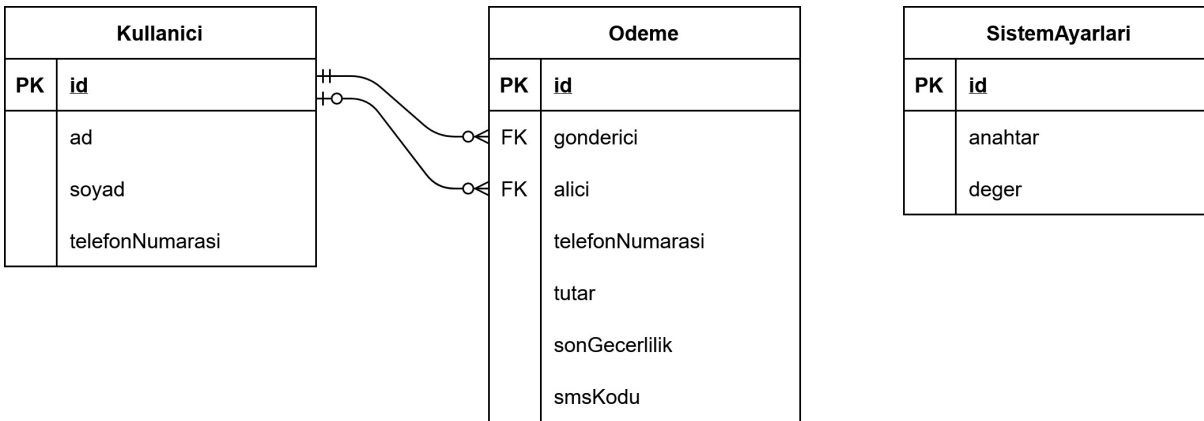 Kullanici
PK id
ad
soyad
telefonNumarasi
Odeme
PK id
FK gonderici
FK alici
telefonNumarasi
tutar
sonGecerlilik
smsKodu
SistemAyarlari
PK id
anahtar
deger